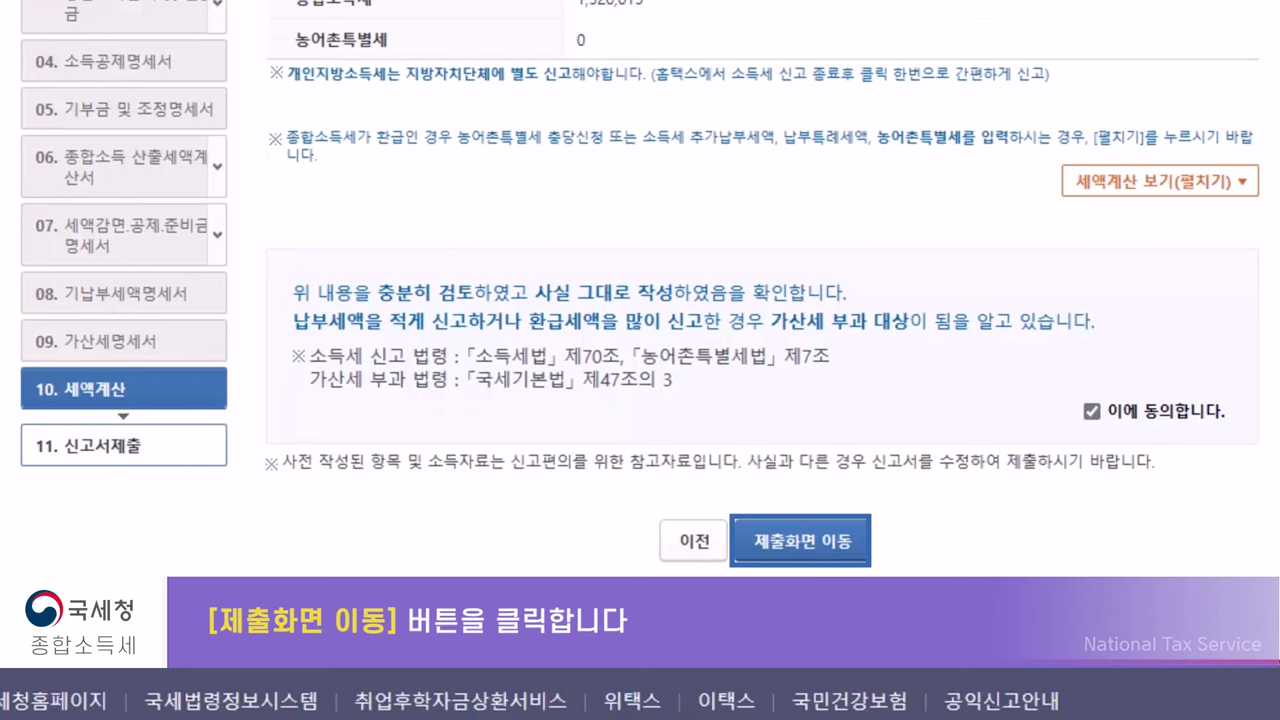 금
04. 소득공제명세서
05. 기부금 및 조정명세서
06. 종합소득 산출세액계
산서
07. 세액감면.공제.준비금
명세서
08. 기납부세액명세서
09. 가산세명세서
10. 세액계산
11. 신고서제출
농어촌특별세 0
※ 개인지방소득세는 지방자치단체에 별도 신고해야합니다. (홈택스에서 소득세 신고 종료후 클릭 한번으로 간편하게 신고)
※ 종합소득세가 환급인 경우 농어촌특별세 충당신청 또는 소득세 추가납부세액, 납부특례세액, 농어촌특별세를 입력하시는 경우, [펼치기]를 누르시기 바랍
니다.
세액계산 보기(펼치기) ▼
위 내용을 충분히 검토하였고 사실 그대로 작성하였음을 확인합니다.
납부세액을 적게 신고하거나 환급세액을 많이 신고한 경우 가산세 부과 대상이 됨을 알고 있습니다.
※ 소득세 신고 법령 :「소득세법」제70조,「농어촌특별세법」제7조
가산세 부과 법령 :「국세기본법」제47조의 3
이에 동의합니다.
※ 사전 작성된 항목 및 소득자료는 신고편의를 위한 참고자료입니다. 사실과 다른 경우 신고서를 수정하여 제출하시기 바랍니다.
이전 제출화면 이동
국세청
종합소득세
[제출화면 이동] 버튼을 클릭합니다
National Tax Service
세청홈페이지 | 국세법령정보시스템 | 취업후학자금상환서비스 | 위택스 | 이택스 | 국민건강보험 | 공익신고안내